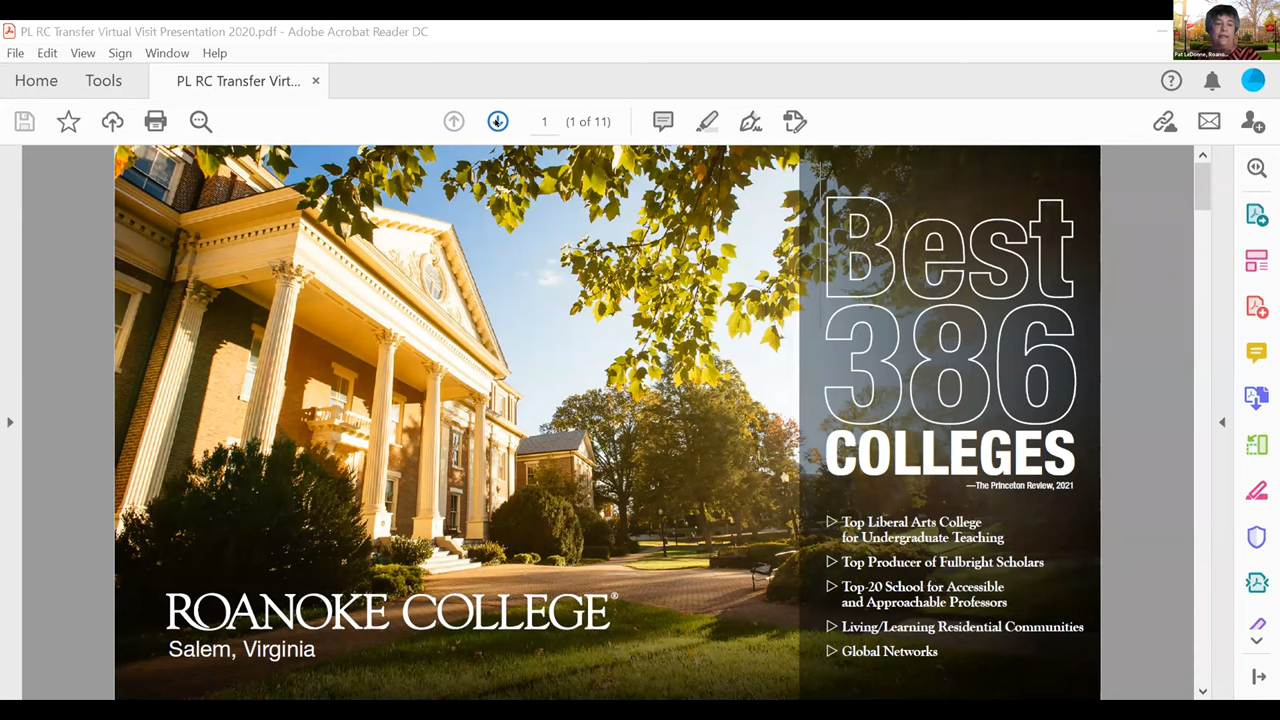 PL RC Transfer Virtual Visit Presentation 2020.pdf - Adobe Acrobat Reader DC
File Edit View Sign Window Help
Home Tools PL RC Transfer Virt... ×
1 (1 of 11)
Pat LeDonne, Roano...
Best
386
COLLEGES
—The Princeton Review, 2021
Top Liberal Arts College
for Undergraduate Teaching
Top Producer of Fulbright Scholars
Top-20 School for Accessible
and Approachable Professors
Living/Learning Residential Communities
Global Networks
ROANOKE COLLEGE®
Salem, Virginia